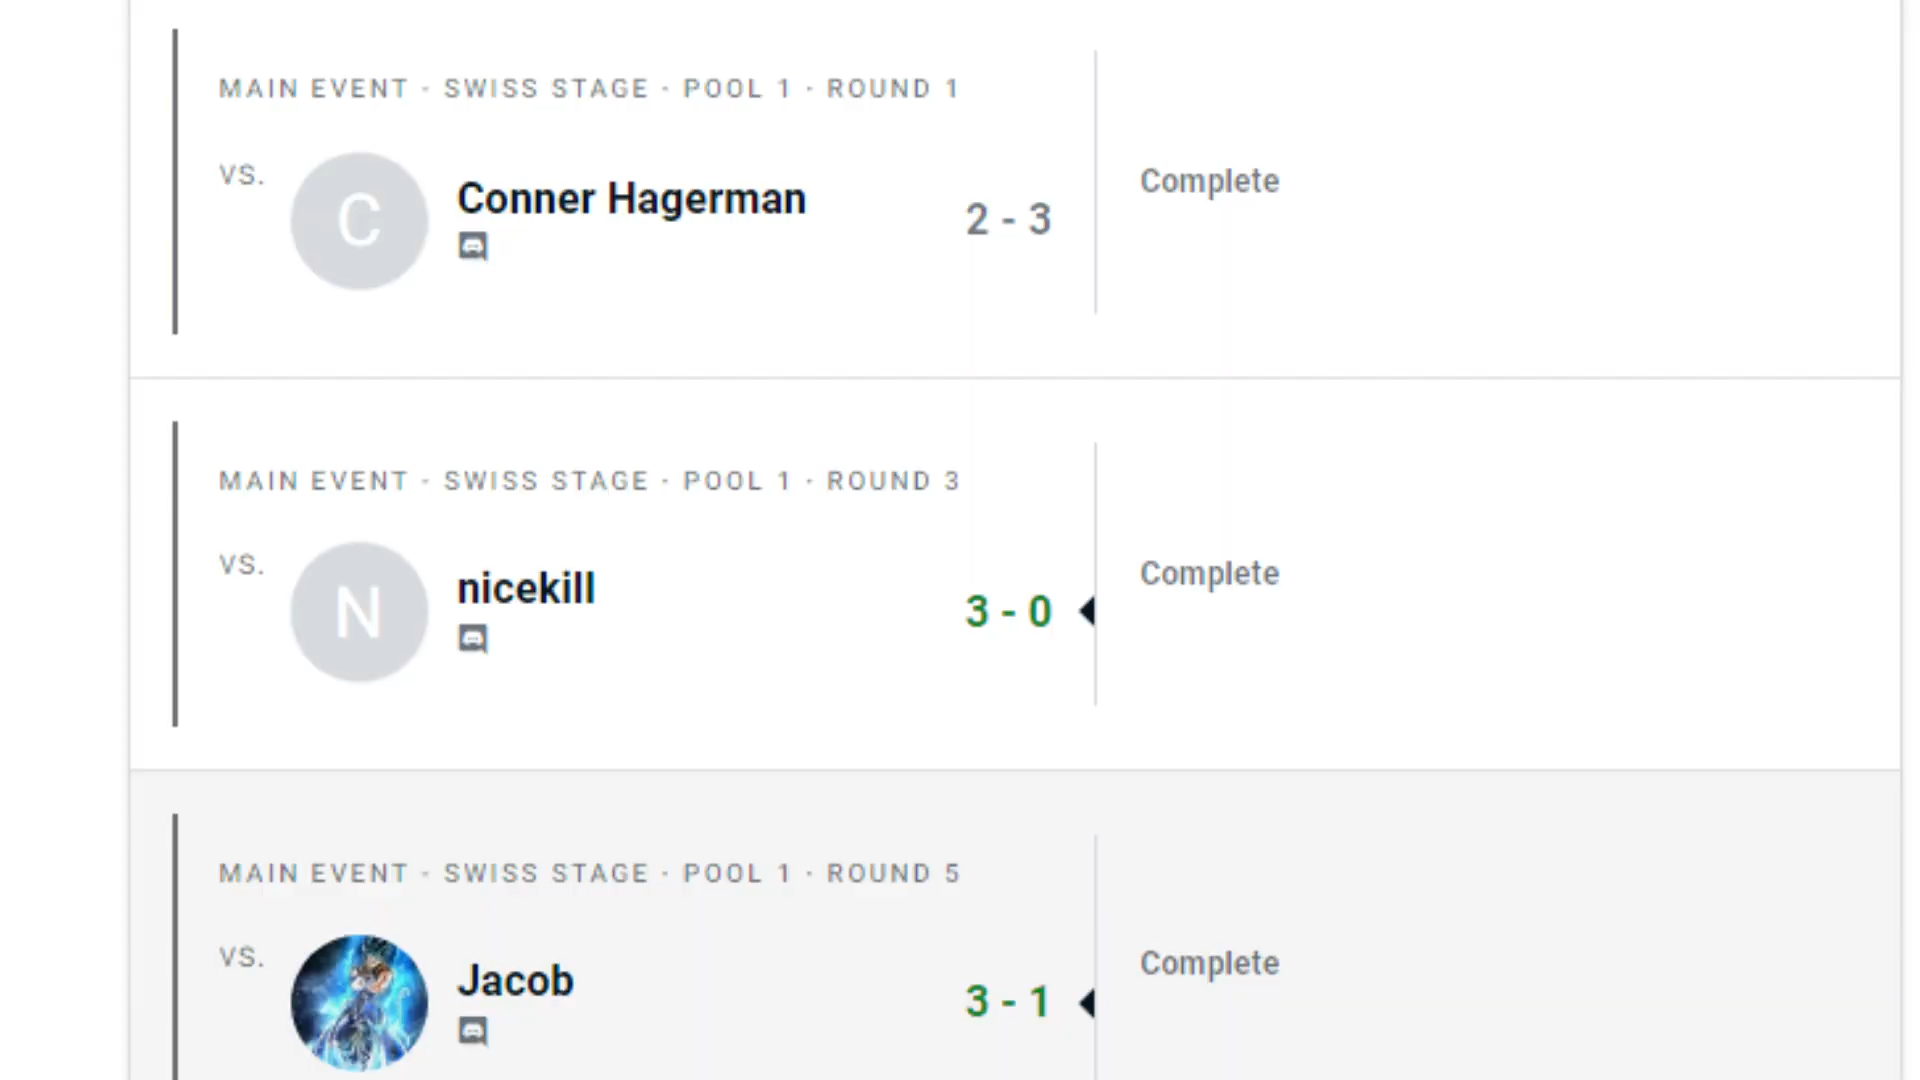 MAIN EVENT · SWISS STAGE · POOL 1 · ROUND 1
VS.
C
Conner Hagerman
2 - 3
Complete
MAIN EVENT · SWISS STAGE · POOL 1 · ROUND 3
VS.
N
nicekill
3 - 0
Complete
MAIN EVENT · SWISS STAGE · POOL 1 · ROUND 5
VS.
Jacob
3 - 1
Complete